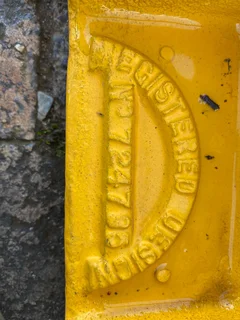 REGISTERED DESIGN
No 724795